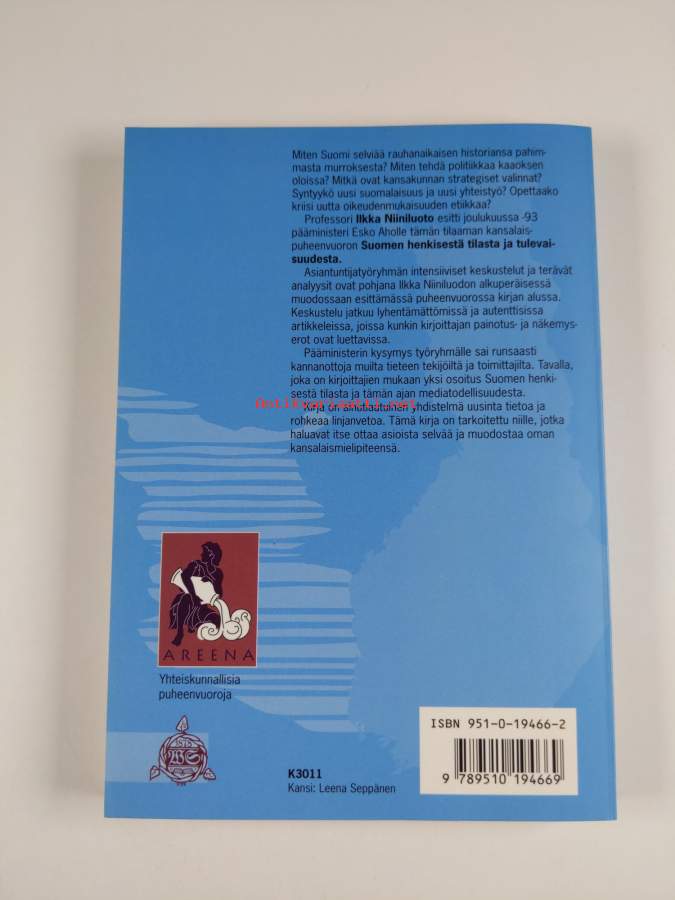 Miten Suomi selviää rauhanaikaisen historiansa pahim-
masta murroksesta? Miten tehdä politiikkaa kaaoksen
oloissa? Mitkä ovat kansakunnan strategiset valinnat?
Syntyykö uusi suomalaisuus ja uusi yhteistyö? Opettaako
kriisi uutta oikeudenmukaisuuden etiikkaa?
Professori Ilkka Niiniluoto esitti joulukuussa -93
pääministeri Esko Aholle tämän tilaaman kansalais-
puheenvuoron Suomen henkisestä tilasta ja tulevai-
suudesta.
Asiantuntijatyöryhmän intensiiviset keskustelut ja terävät
analyysit ovat pohjana Ilkka Niiniluodon alkuperäisessä
muodossaan esittämässä puheenvuorossa kirjan alussa.
Keskustelu jatkuu lyhentämättömissä ja autenttisissa
artikkeleissa, joissa kunkin kirjoittajan painotus- ja näkemys-
erot ovat luettavissa.
Pääministerin kysymys työryhmälle sai runsaasti
kannanottoja muilta tieteen tekijöiltä ja toimittajilta. Tavalla,
joka on kirjoittajien mukaan yksi osoitus Suomen henki-
sestä tilasta ja tämän ajan mediatodellisuudesta.
Kirja on ainutlaatuinen yhdistelmä uusinta tietoa ja
rohkeaa linjanvetoa. Tämä kirja on tarkoitettu niille, jotka
haluavat itse ottaa asioista selvää ja muodostaa oman
kansalaismielipiteensä.
AREENA
Yhteiskunnallisia
puheenvuoroja
K3011
Kansi: Leena Seppänen
ISBN 951-0-19466-2
9 789510 194669